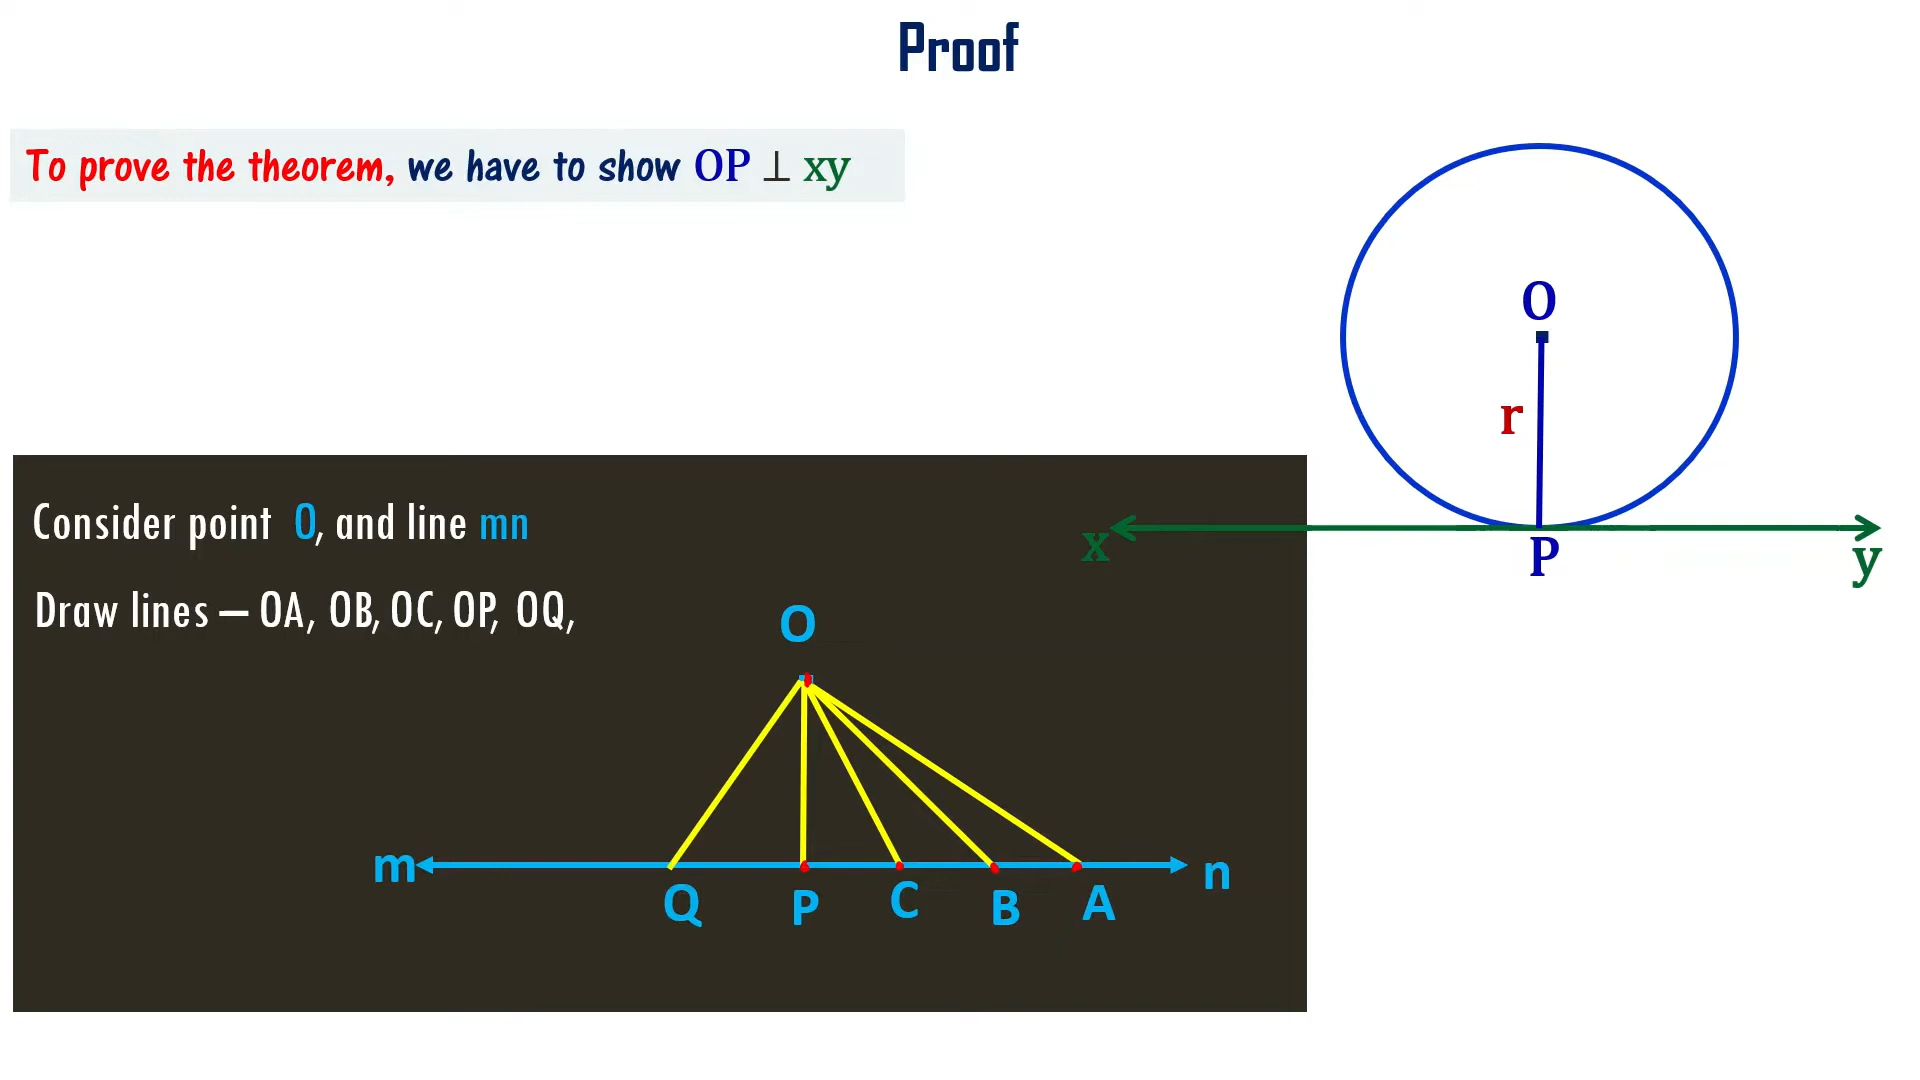 Proof
To prove the theorem, we have to show OP ⊥ xy
O
r
x
P
y
Consider point O, and line mn
Draw lines – OA, OB, OC, OP, OQ,
O
m
n
Q P C B A